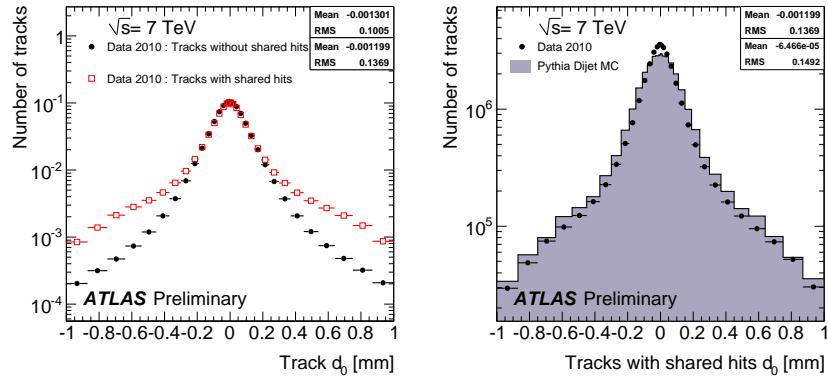 Number of tracks
√s= 7 TeV
Data 2010 : Tracks without shared hits
Data 2010 : Tracks with shared hits
Mean -0.001301
RMS 0.1005
Mean -0.001199
RMS 0.1369
1
10⁻¹
10⁻²
10⁻³
10⁻⁴
ATLAS Preliminary
-1 -0.8 -0.6 -0.4 -0.2 0 0.2 0.4 0.6 0.8 1
Track d₀ [mm]
Number of tracks
√s= 7 TeV
Data 2010
Pythia Dijet MC
Mean -0.001199
RMS 0.1369
Mean -6.466e-05
RMS 0.1492
10⁶
10⁵
ATLAS Preliminary
-1 -0.8 -0.6 -0.4 -0.2 0 0.2 0.4 0.6 0.8 1
Tracks with shared hits d₀ [mm]